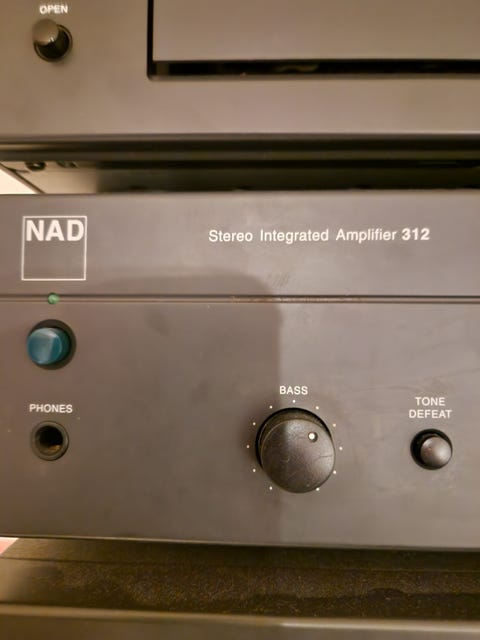 OPEN
NAD
Stereo Integrated Amplifier 312
PHONES
BASS
TONE
DEFEAT